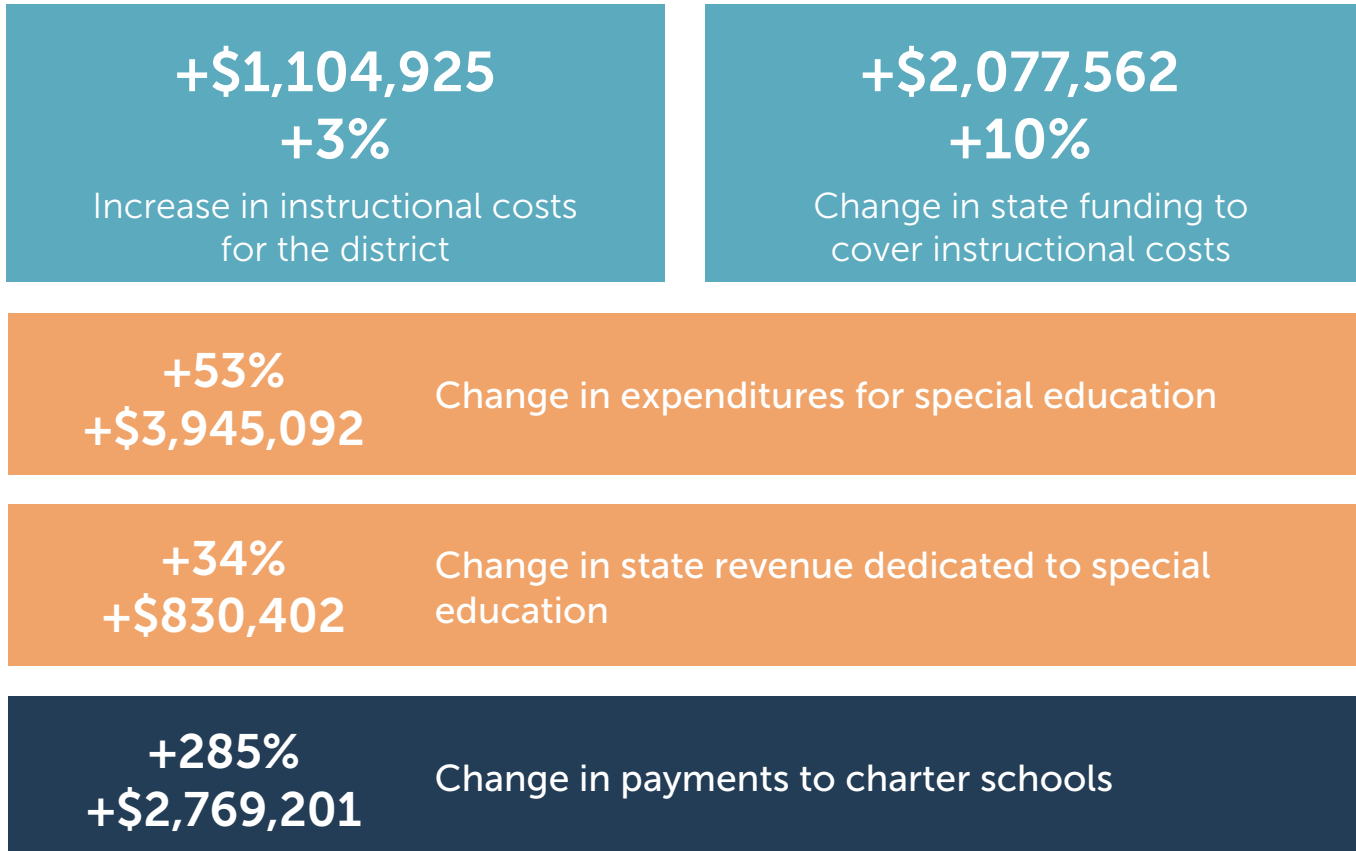 +$1,104,925
+3%
Increase in instructional costs
for the district
+$2,077,562
+10%
Change in state funding to
cover instructional costs
+53%
+$3,945,092
Change in expenditures for special education
+34%
+$830,402
Change in state revenue dedicated to special
education
+285%
+$2,769,201
Change in payments to charter schools